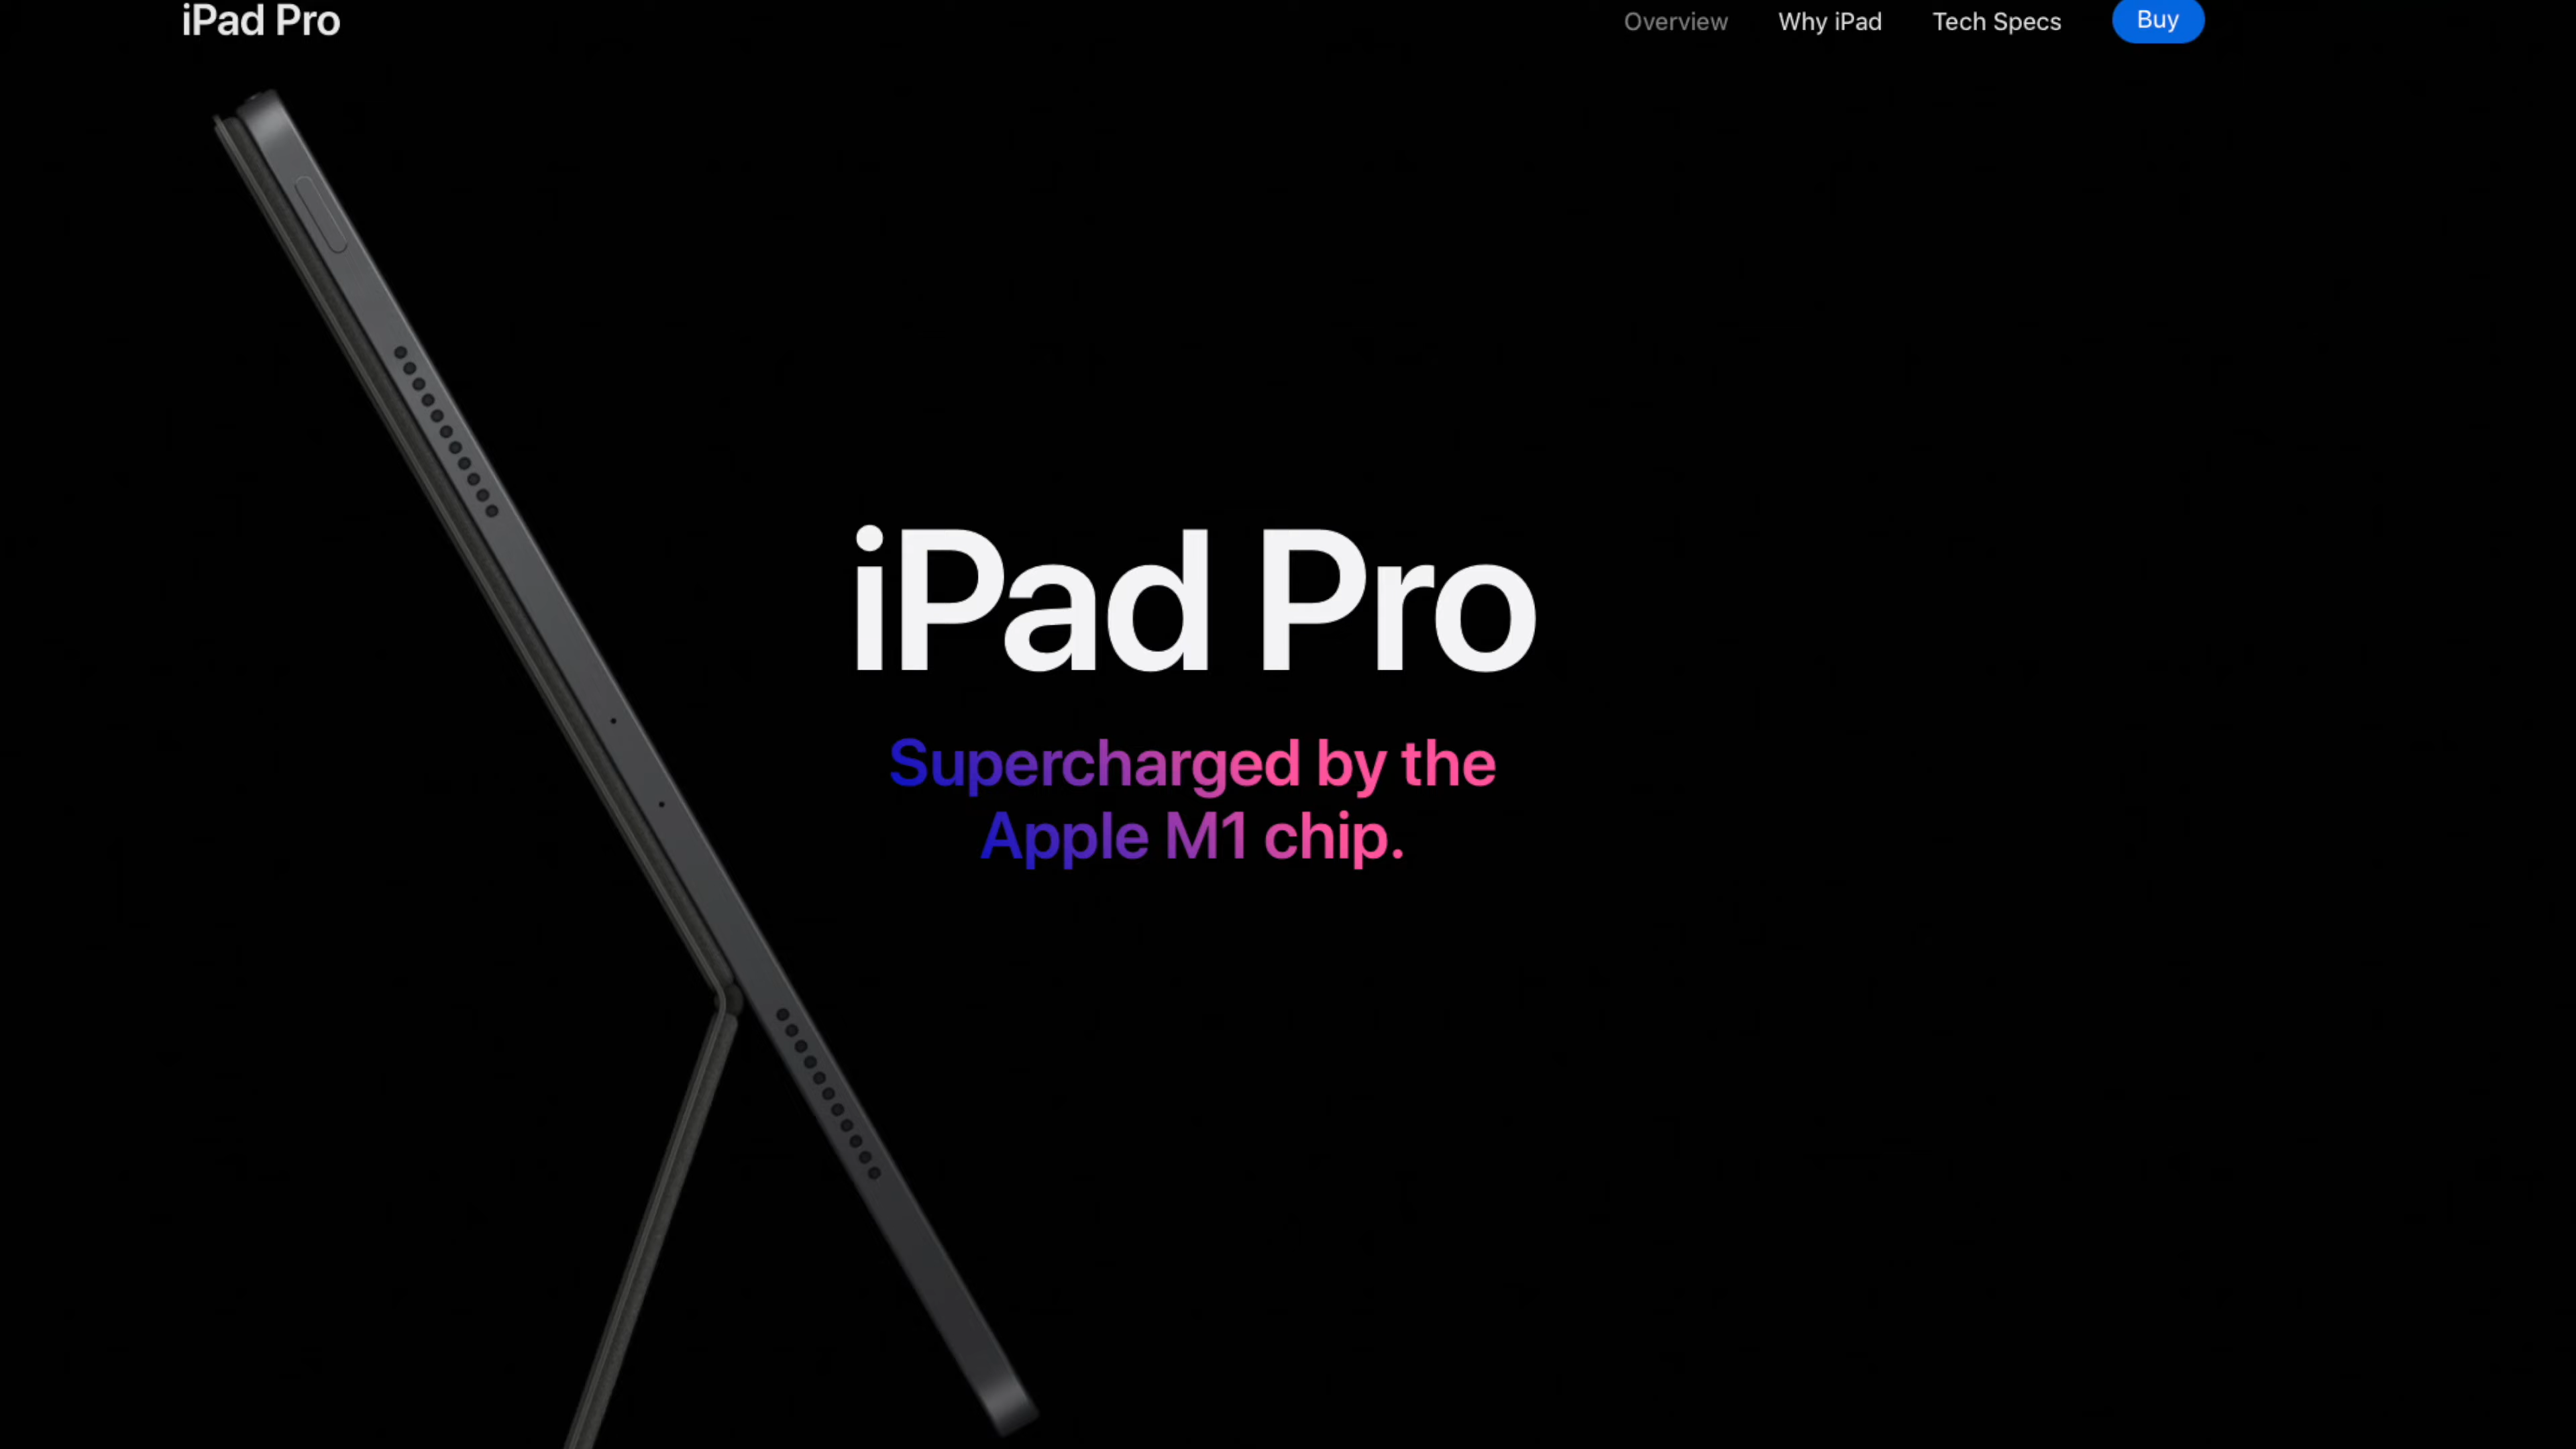 iPad Pro
Overview
Why iPad
Tech Specs
Buy
iPad Pro
Supercharged by the
Apple M1 chip.